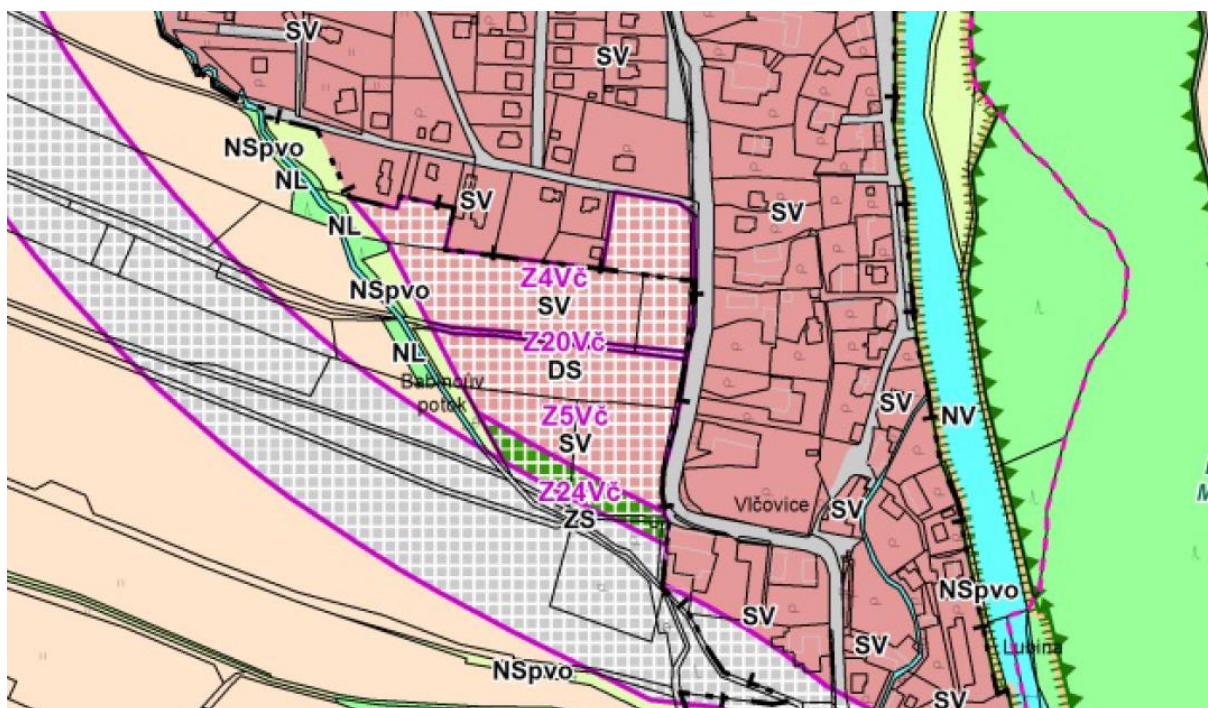 SV
SV
NSpvo
NL
SV
SV
NL
Z4Vč
NSpvo
SV
Z20Vč
NL
DS
Babincův
potok
Z5Vč
SV
SV
NV
Z24Vč
Vlčovice
SV
ZS
NSpvo
SV
SV
Lubina
NSpvo
SV
M